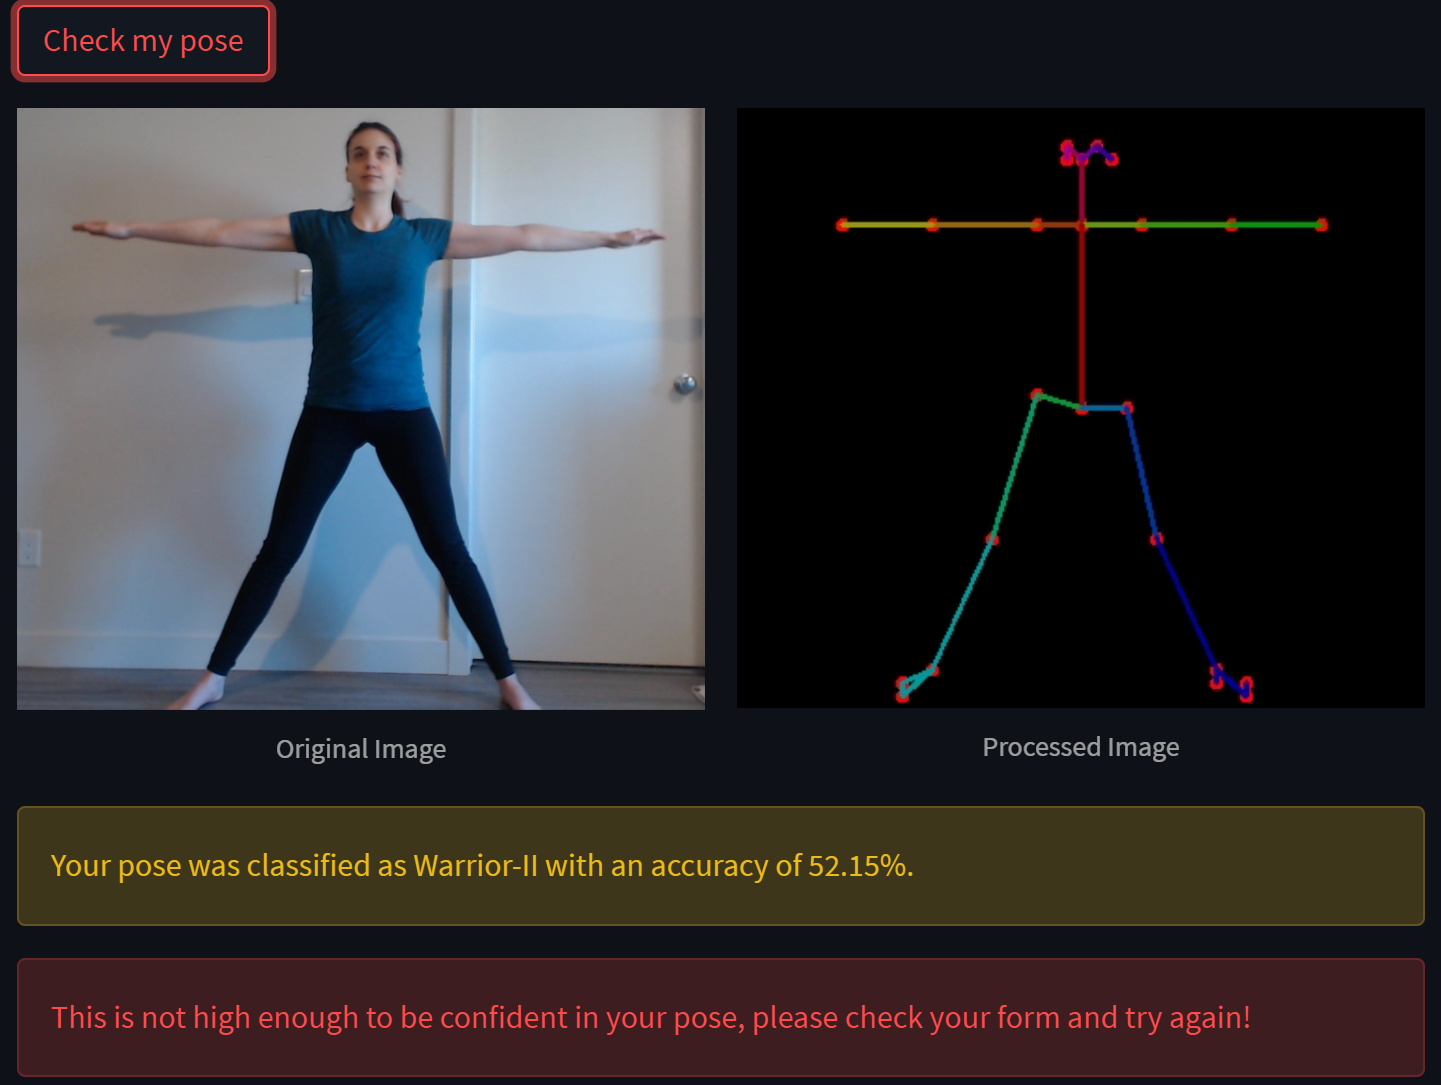 Check my pose
Original Image
Processed Image
Your pose was classified as Warrior-II with an accuracy of 52.15%.
This is not high enough to be confident in your pose, please check your form and try again!